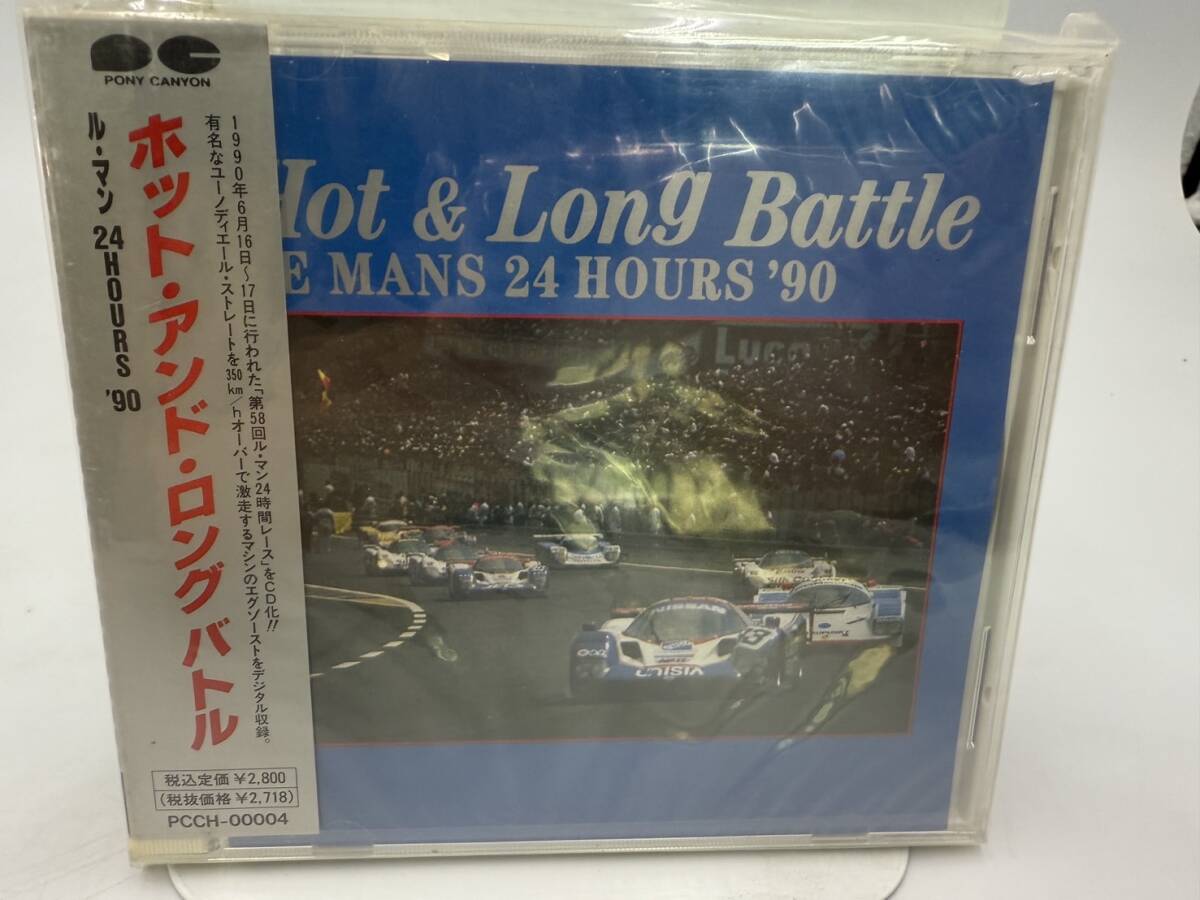 PONY CANYON
ホット・アンド・ロング バトル
ル・マン 24HOURS '90
1990年6月16日~17日に行われた「第58回ル・マン24時間レース」をCD化!!
有名なユーノディエール・ストレートを350km/hオーバーで激走するマシンのエグゾーストをデジタル収録。
税込定価¥2,800
(税抜価格¥2,718)
PCCH-00004
Hot & Long Battle
E MANS 24 HOURS '90
NISSAN